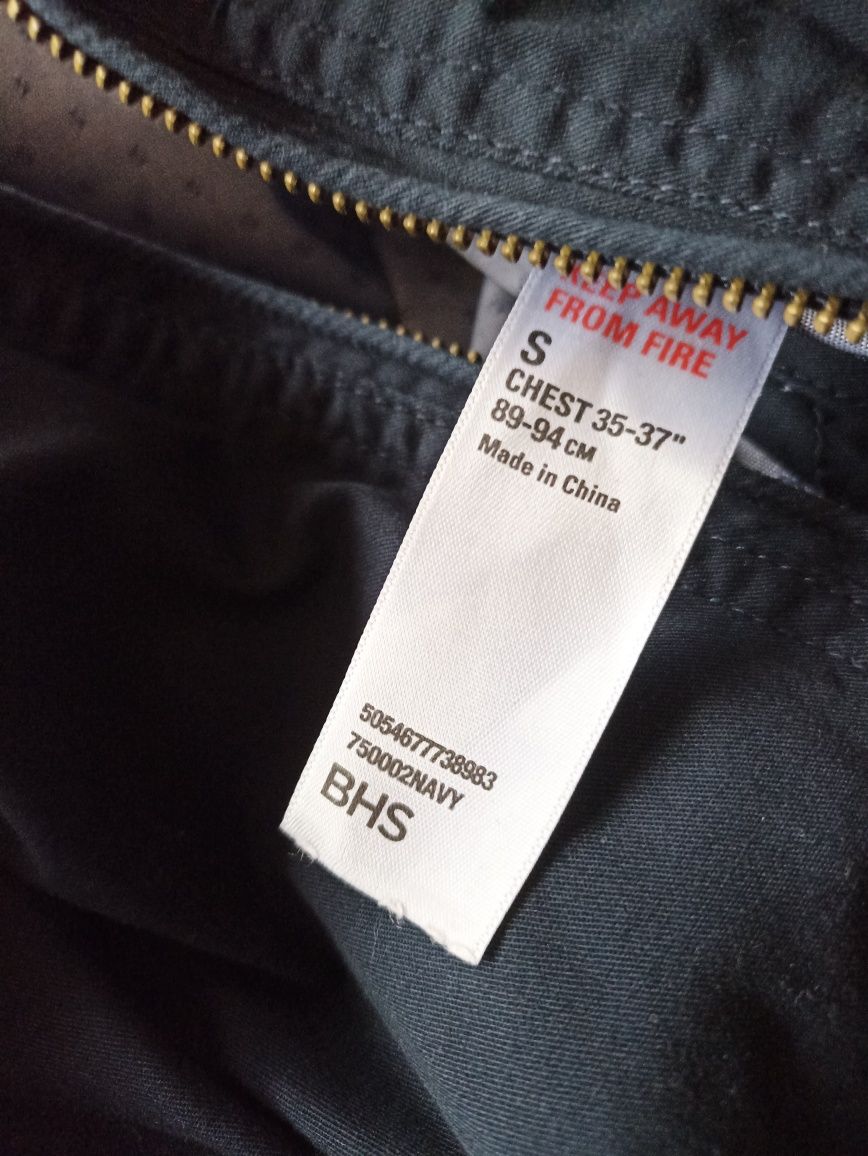 KEEP AWAY
FROM FIRE
S
CHEST 35-37"
89-94 CM
Made in China
5054677738983
750002NAVY
BHS